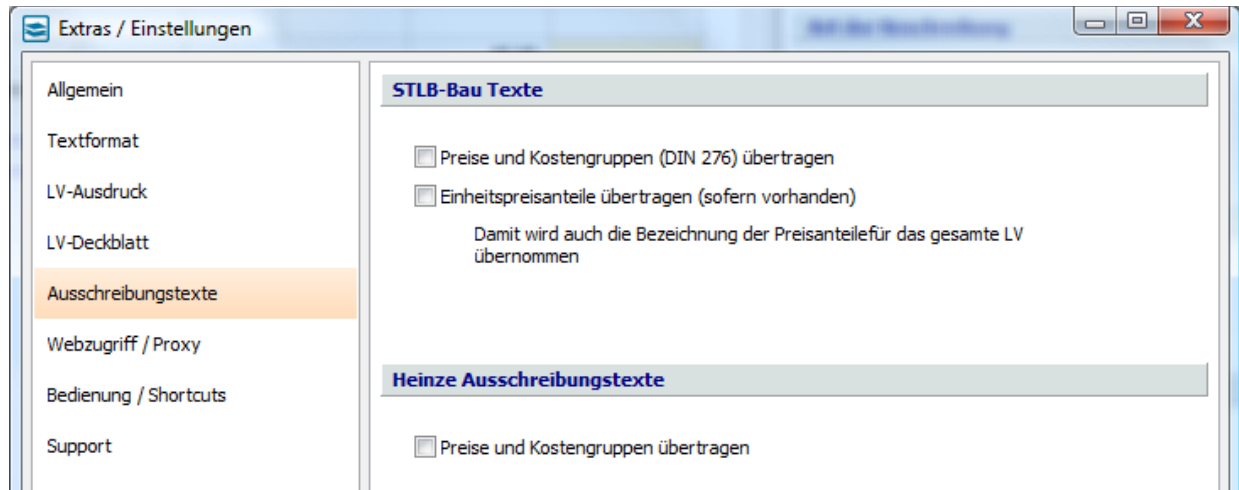 Extras / Einstellungen
Allgemein
Textformat
LV-Ausdruck
LV-Deckblatt
Ausschreibungstexte
Webzugriff / Proxy
Bedienung / Shortcuts
Support
STLB-Bau Texte
Preise und Kostengruppen (DIN 276) übertragen
Einheitspreisanteile übertragen (sofern vorhanden)
Damit wird auch die Bezeichnung der Preisanteilefür das gesamte LV
übernommen
Heinze Ausschreibungstexte
Preise und Kostengruppen übertragen